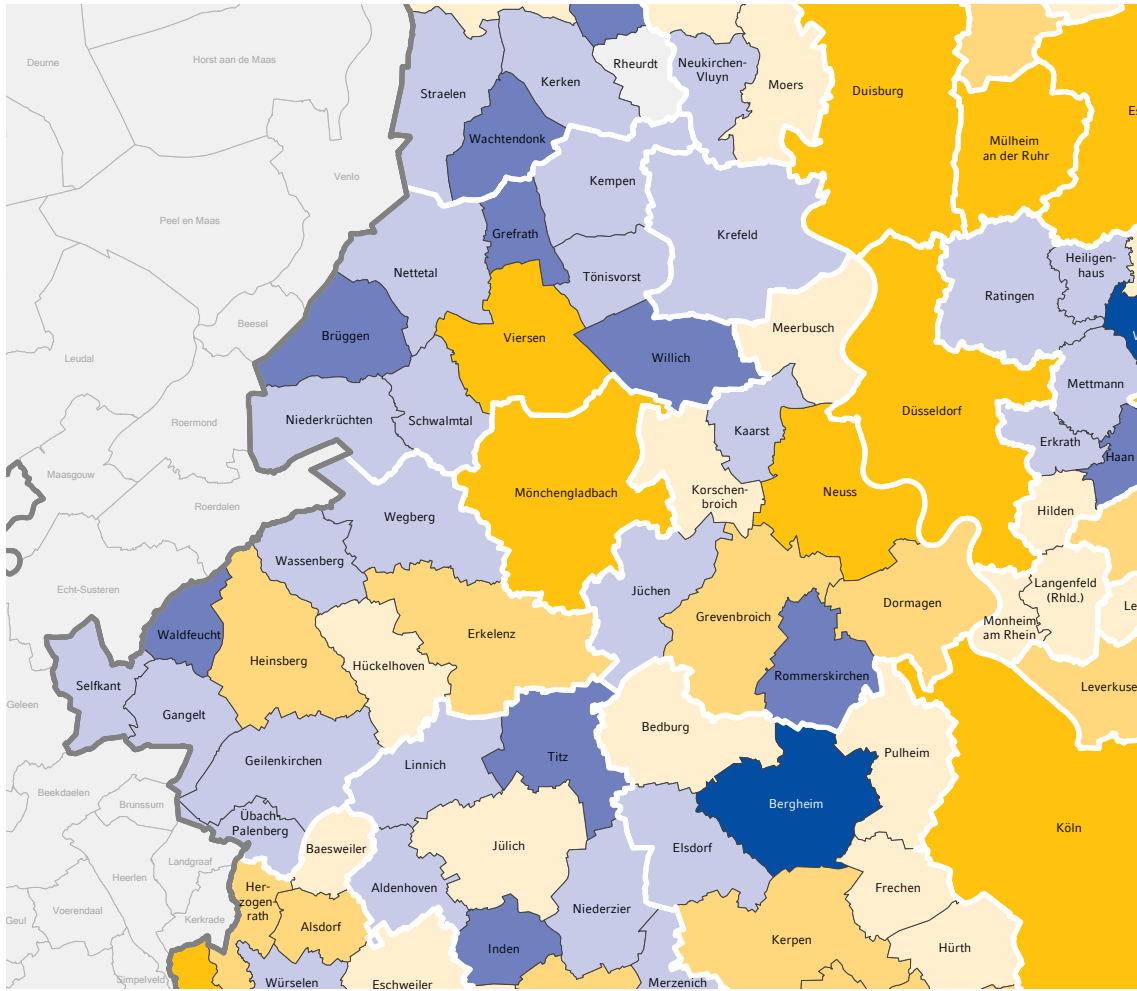 Deurne
Horst aan de Maas
Rheurdt
Neukirchen-
Vluyn
Kerken
Moers
Straelen
Duisburg
Wachtendonk
Mülheim
an der Ruhr
Venlo
Kempen
Peel en Maas
Grefrath
Krefeld
Nettetal
Tönisvorst
Heiligen-
haus
Ratingen
Beesel
Brüggen
Viersen
Meerbusch
Leudal
Willich
Mettmann
Roermond
Niederkrüchten
Schwalmtal
Düsseldorf
Kaarst
Erkrath
Haan
Maasgouw
Mönchengladbach
Korschen-
broich
Neuss
Roerdalen
Wegberg
Hilden
Wassenberg
Echt-Susteren
Jüchen
Langenfeld
(Rhld.)
Dormagen
Le
Monheim
am Rhein
Grevenbroich
Waldfeucht
Erkelenz
Heinsberg
Hückelhoven
Rommerskirchen
Selfkant
Leverkuse
Geleen
Gangelt
Bedburg
Pulheim
Geilenkirchen
Linnich
Titz
Beekdaelen
Brunssum
Bergheim
Übach-
Palenberg
Köln
Baesweiler
Jülich
Elsdorf
Landgraaf
Heerlen
Aldenhoven
Frechen
Her-
zogen
rath
Voerendaal
Geul
Kerkrade
Alsdorf
Niederzier
Inden
Kerpen
Hürth
Simpelveld
Würselen
Eschweiler
Merzenich